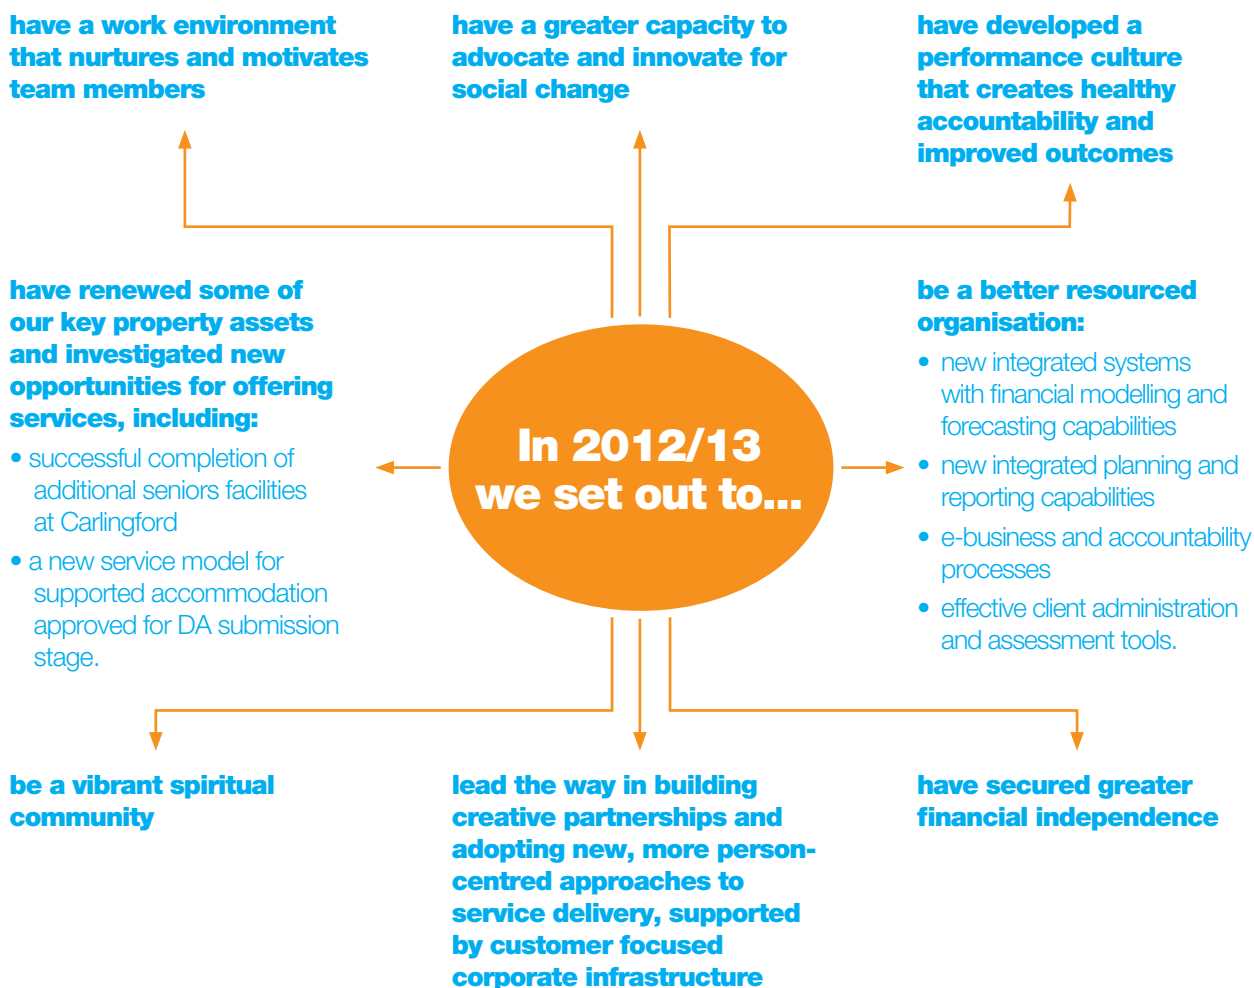 have a work environment
that nurtures and motivates
team members
have a greater capacity to
advocate and innovate for
social change
have developed a
performance culture
that creates healthy
accountability and
improved outcomes
have renewed some of
our key property assets
and investigated new
opportunities for offering
services, including:
• successful completion of
additional seniors facilities
at Carlingford
• a new service model for
supported accommodation
approved for DA submission
stage.
In 2012/13
we set out to...
be a better resourced
organisation:
• new integrated systems
with financial modelling and
forecasting capabilities
• new integrated planning and
reporting capabilities
• e-business and accountability
processes
• effective client administration
and assessment tools.
be a vibrant spiritual
community
lead the way in building
creative partnerships and
adopting new, more person-
centred approaches to
service delivery, supported
by customer focused
corporate infrastructure
have secured greater
financial independence